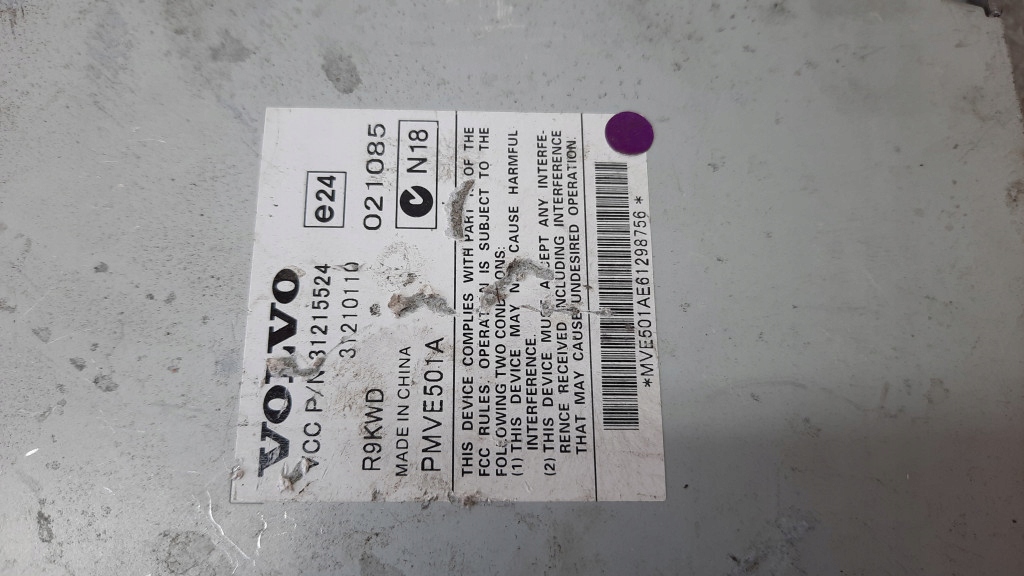 VOLVO
VCC P/N 31215524
31210110
e24
R9KWD
021085
MADE IN CHINA
PMVE501A
N18
THIS DEVICE COMPLIES WITH PART OF THE
FCC RULES. OPERATION IS SUBJECT TO THE
FOLLOWING TWO CONDITIONS:
(1) THIS DEVICE MAY NOT CAUSE HARMFUL
INTERFERENCE.
(2) THIS DEVICE MUST ACCEPT ANY INTERFE-
RENCE RECEIVED INCLUDING INTERFERENCE
THAT MAY CAUSE UNDESIRED OPERATION.
*MVE501AE61298756*